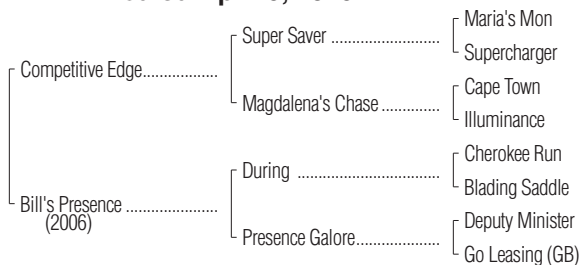 Maria's Mon
Super Saver ........................
Supercharger
Competitive Edge.................
Cape Town
Magdalena's Chase .............
Illuminance
Cherokee Run
During ................................
Blading Saddle
Bill's Presence .....................
(2006)
Deputy Minister
Presence Galore..................
Go Leasing (GB)